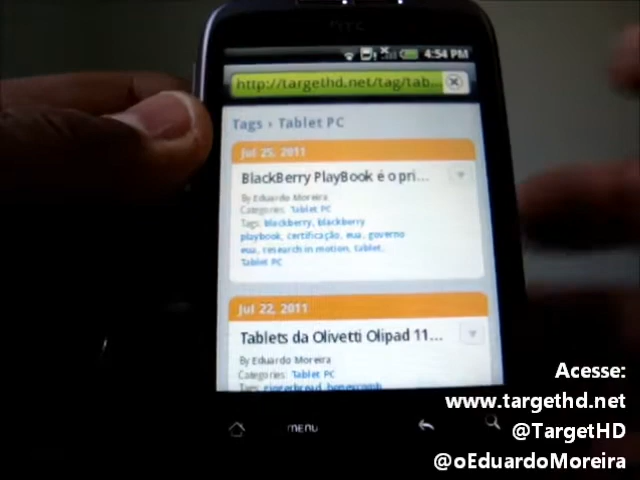 hTC
4:54 PM
http://targethd.net/tag/tab...
Tags › Tablet PC
Jul 25, 2011
BlackBerry PlayBook é o pri...
By Eduardo Moreira
Categories: Tablet PC
Tags: blackberry, blackberry
playbook, certificação, eua, governo
eua, research in motion, tablet,
Tablet PC
Jul 22, 2011
Tablets da Olivetti Olipad 11...
By Eduardo Moreira
Categories: Tablet PC
Tags: gingerbread, honeycomb
MENU
Acesse:
www.targethd.net
@TargetHD
@oEduardoMoreira